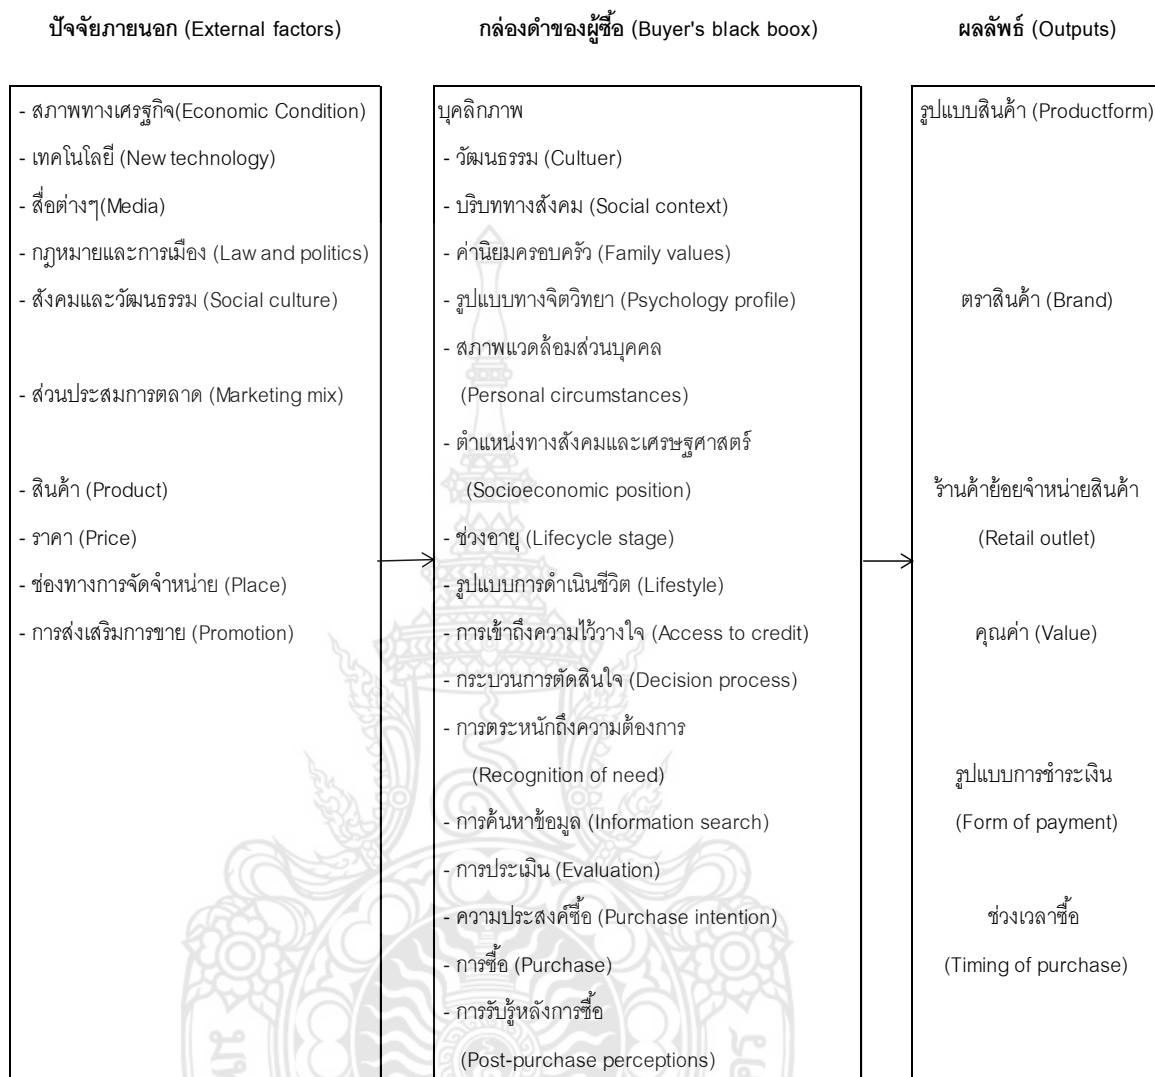 ปัจจัยภายนอก (External factors)
กล่องดำของผู้ซื้อ (Buyer's black boox)
ผลลัพธ์ (Outputs)
- สภาพทางเศรฐกิจ(Economic Condition)
- เทคโนโลยี (New technology)
- สื่อต่างๆ(Media)
- กฎหมายและการเมือง (Law and politics)
- สังคมและวัฒนธรรม (Social culture)
- ส่วนประสมการตลาด (Marketing mix)
- สินค้า (Product)
- ราคา (Price)
- ช่องทางการจัดจำหน่าย (Place)
- การส่งเสริมการขาย (Promotion)
บุคลิกภาพ
- วัฒนธรรม (Cultuer)
- บริบททางสังคม (Social context)
- ค่านิยมครอบครัว (Family values)
- รูปแบบทางจิตวิทยา (Psychology profile)
- สภาพแวดล้อมส่วนบุคคล
(Personal circumstances)
- ตำแหน่งทางสังคมและเศรษฐศาสตร์
(Socioeconomic position)
- ช่วงอายุ (Lifecycle stage)
- รูปแบบการดำเนินชีวิต (Lifestyle)
- การเข้าถึงความไว้วางใจ (Access to credit)
- กระบวนการตัดสินใจ (Decision process)
- การตระหนักถึงความต้องการ
(Recognition of need)
- การค้นหาข้อมูล (Information search)
- การประเมิน (Evaluation)
- ความประสงค์ซื้อ (Purchase intention)
- การซื้อ (Purchase)
- การรับรู้หลังการซื้อ
(Post-purchase perceptions)
รูปแบบสินค้า (Productform)
ตราสินค้า (Brand)
ร้านค้าย้อยจำหน่ายสินค้า
(Retail outlet)
คุณค่า (Value)
รูปแบบการชำระเงิน
(Form of payment)
ช่วงเวลาซื้อ
(Timing of purchase)